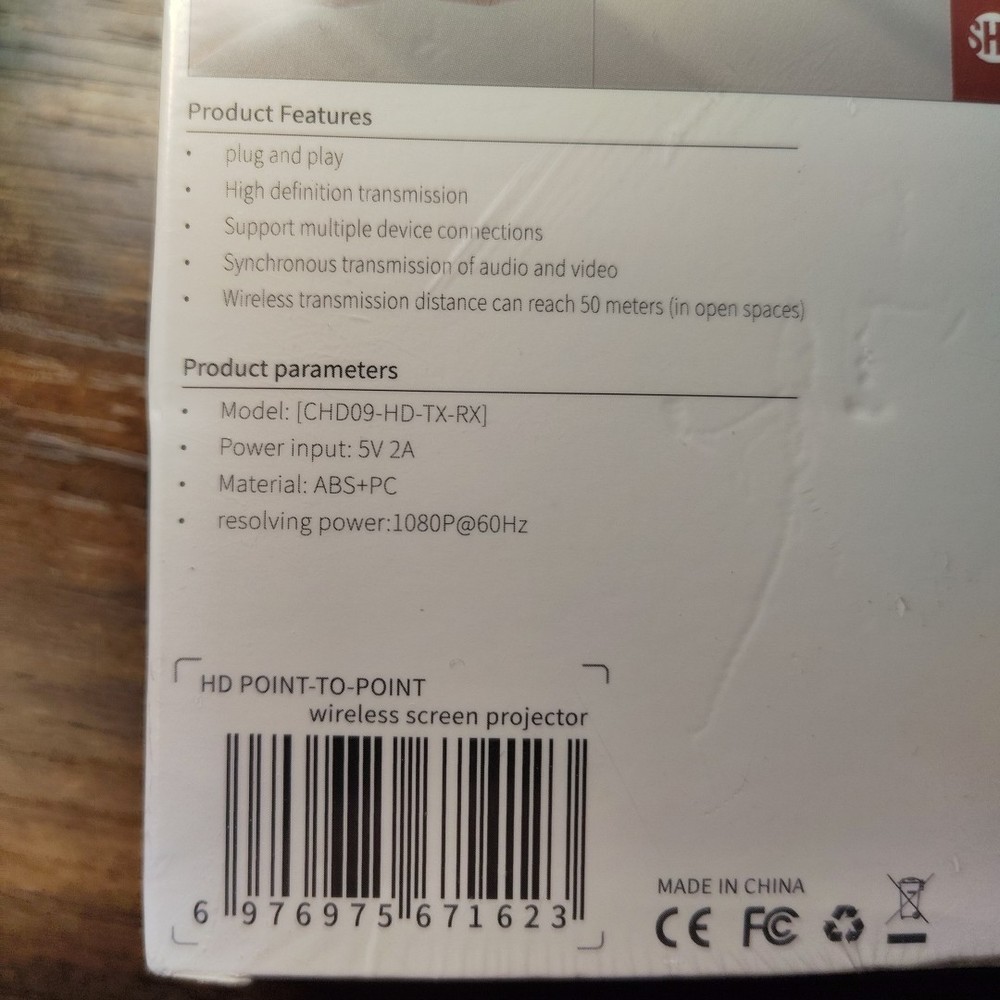 SH
Product Features
• plug and play
• High definition transmission
• Support multiple device connections
• Synchronous transmission of audio and video
• Wireless transmission distance can reach 50 meters (in open spaces)
Product parameters
• Model: [CHD09-HD-TX-RX]
• Power input: 5V 2A
• Material: ABS+PC
• resolving power:1080P@60Hz
HD POINT-TO-POINT
wireless screen projector
6 976975 671623
MADE IN CHINA
CE FC